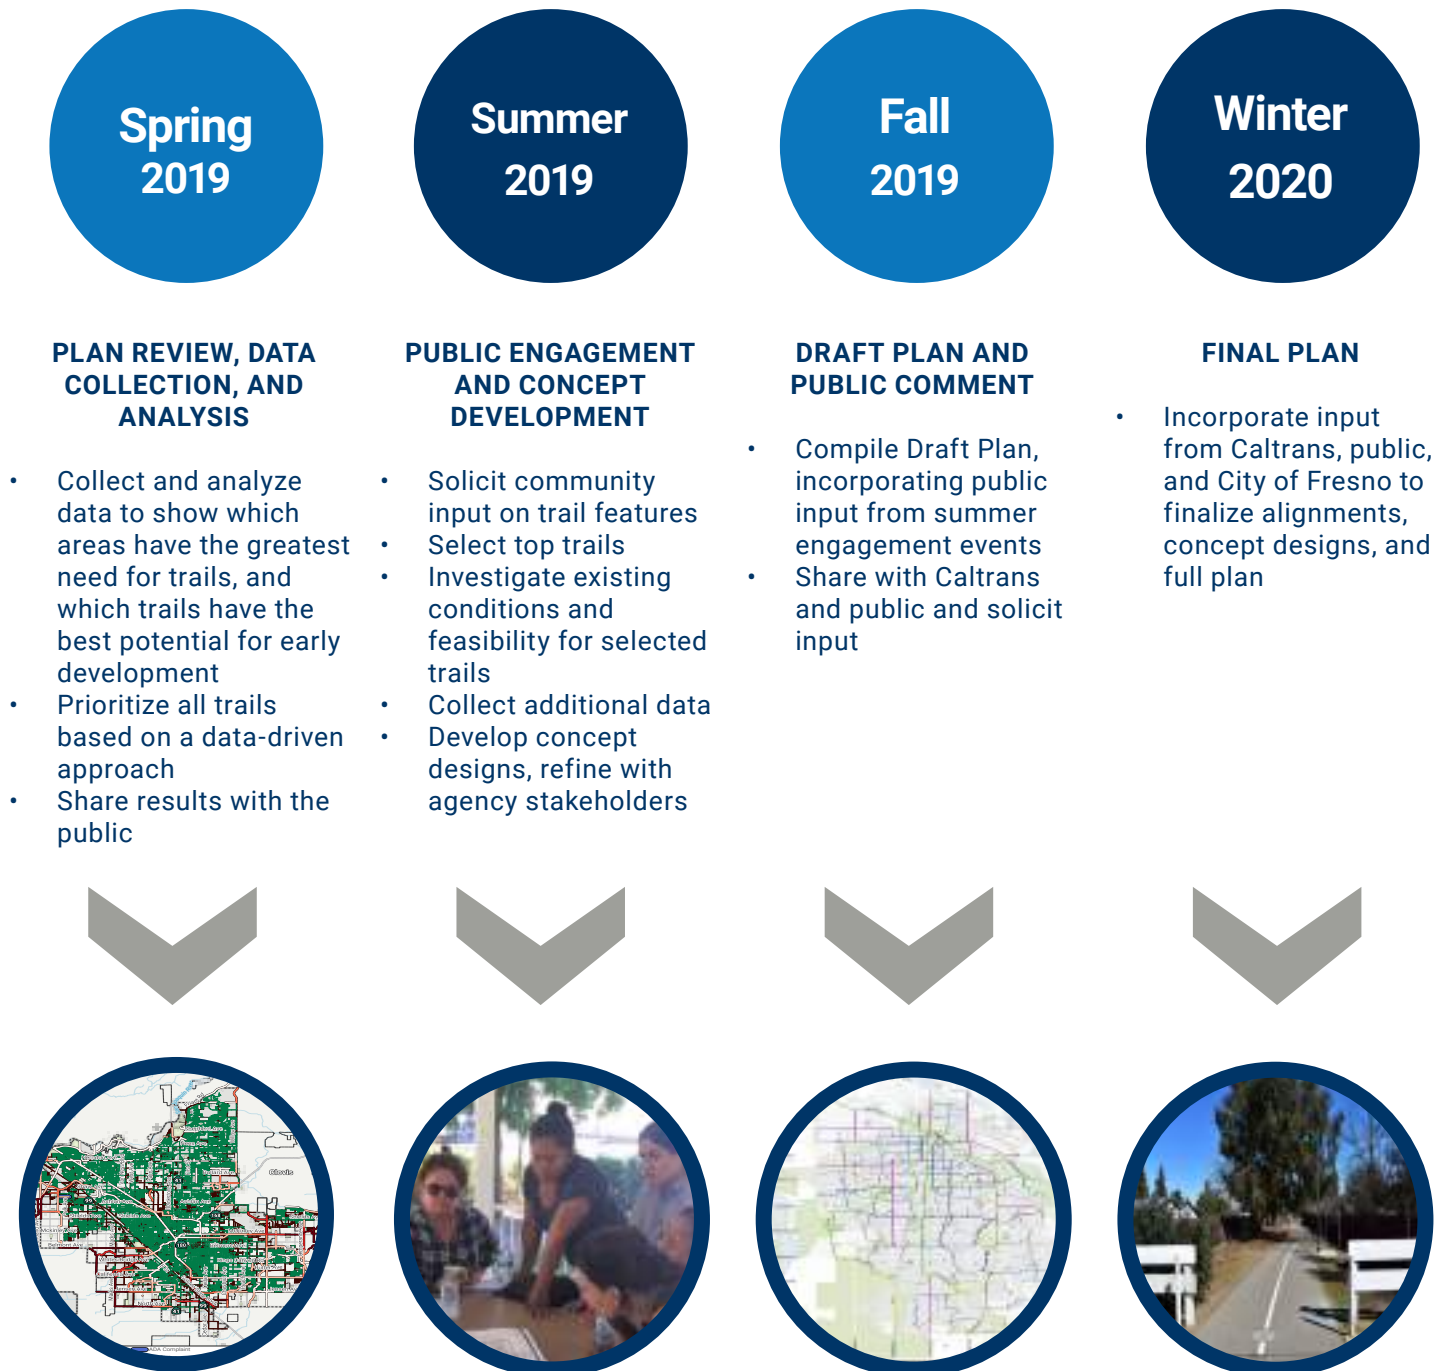 Spring
2019
Summer
2019
Fall
2019
Winter
2020
PLAN REVIEW, DATA
COLLECTION, AND
ANALYSIS
• Collect and analyze
data to show which
areas have the greatest
need for trails, and
which trails have the
best potential for early
development
• Prioritize all trails
based on a data-driven
approach
• Share results with the
public
PUBLIC ENGAGEMENT
AND CONCEPT
DEVELOPMENT
• Solicit community
input on trail features
• Select top trails
• Investigate existing
conditions and
feasibility for selected
trails
• Collect additional data
• Develop concept
designs, refine with
agency stakeholders
DRAFT PLAN AND
PUBLIC COMMENT
• Compile Draft Plan,
incorporating public
input from summer
engagement events
• Share with Caltrans
and public and solicit
input
FINAL PLAN
• Incorporate input
from Caltrans, public,
and City of Fresno to
finalize alignments,
concept designs, and
full plan
Clovis
ADA Complaint